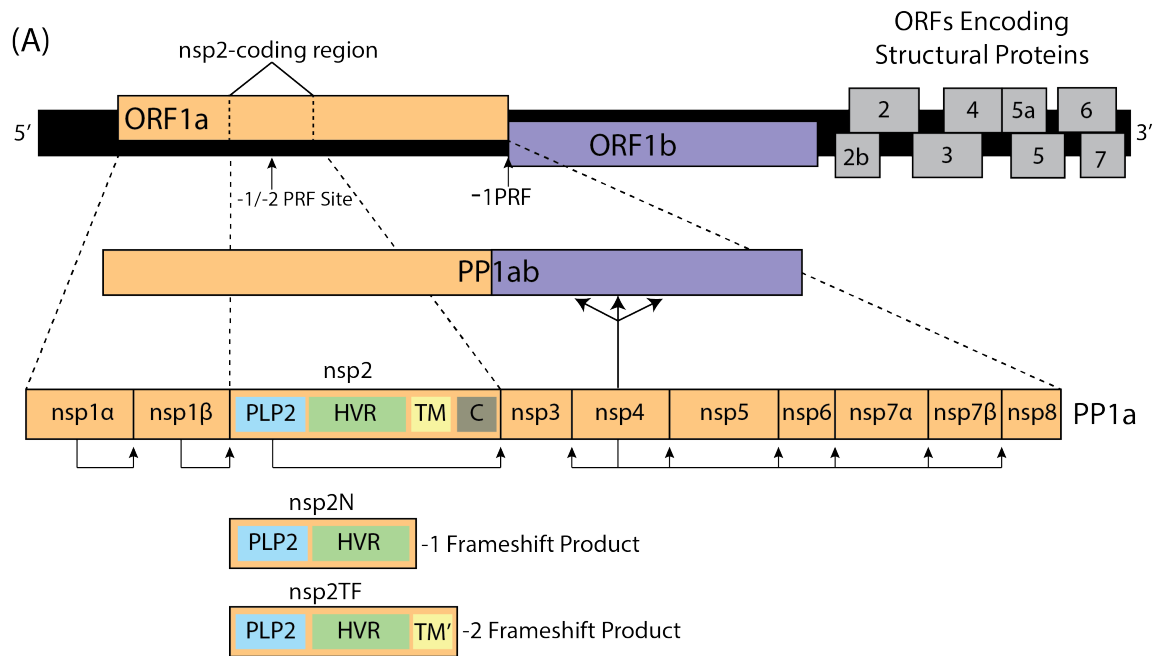 (A)
nsp2-coding region
ORFs Encoding
Structural Proteins
5′
ORF1a
ORF1b
2
4
5a
6
2b
3
5
7
3′
-1/-2 PRF Site
-1PRF
PP1ab
nsp2
nsp1α
nsp1β
PLP2
HVR
TM
C
nsp3
nsp4
nsp5
nsp6
nsp7α
nsp7β
nsp8
PP1a
nsp2N
PLP2
HVR
-1 Frameshift Product
nsp2TF
PLP2
HVR
TM′
-2 Frameshift Product